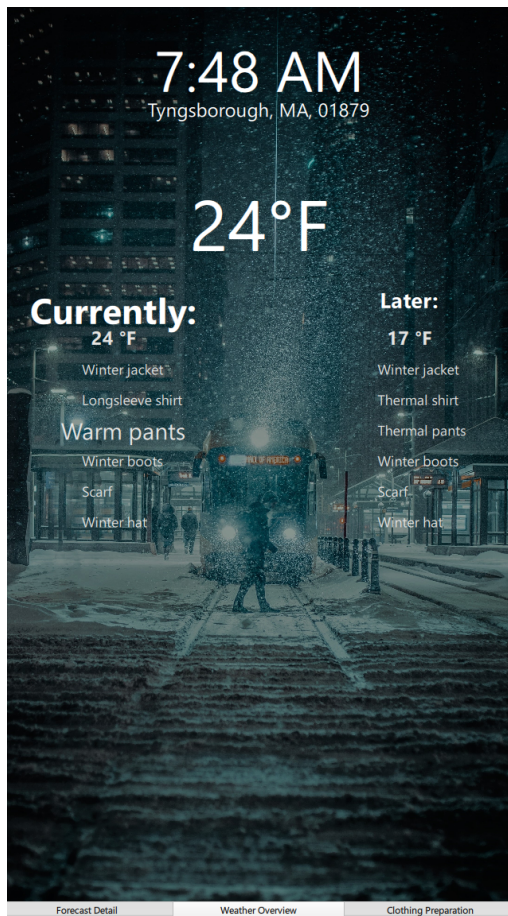 7:48 AM
Tyngsborough, MA, 01879
24°F
Currently:
24 °F
Winter jacket
Longsleeve shirt
Warm pants
Winter boots
Scarf
Winter hat
Later:
17 °F
Winter jacket
Thermal shirt
Thermal pants
Winter boots
Scarf
Winter hat
Forecast Detail
Weather Overview
Clothing Preparation